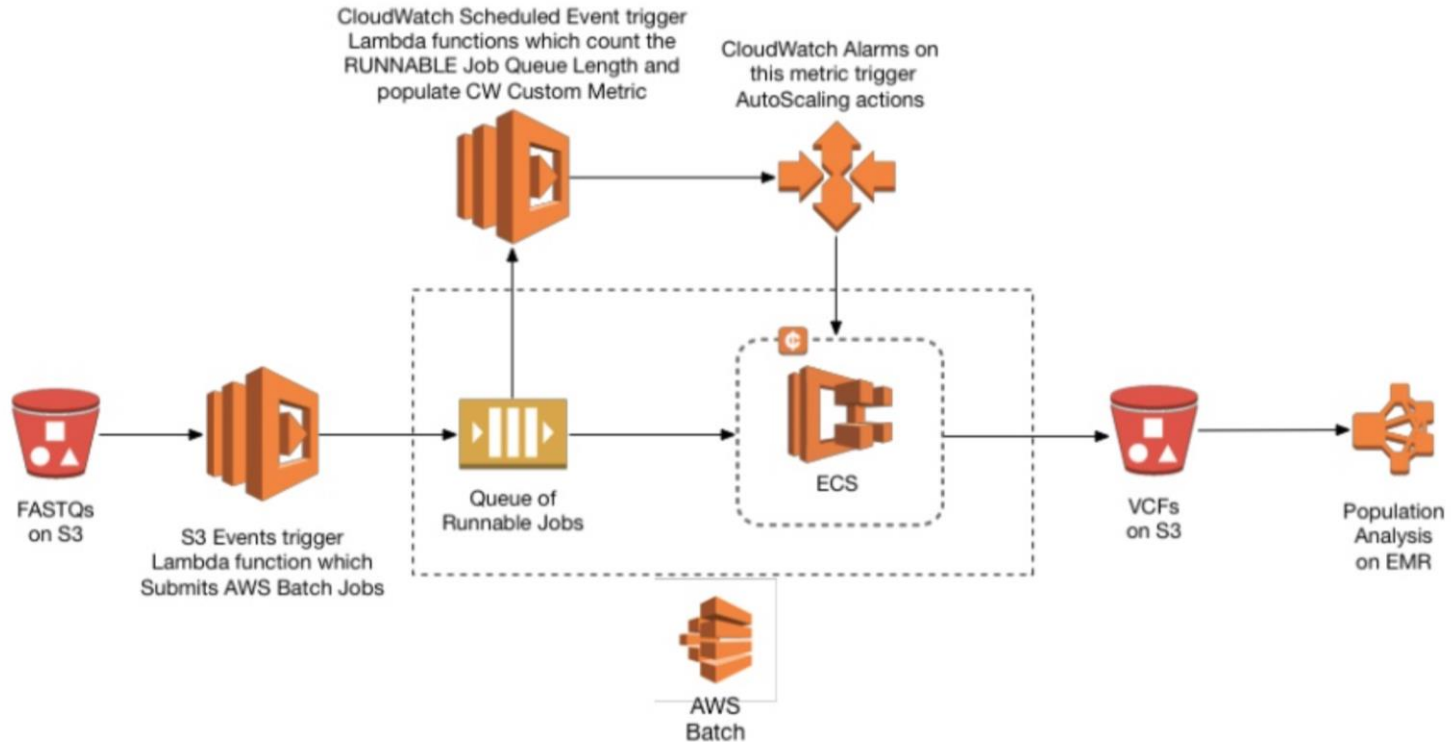 CloudWatch Scheduled Event trigger
Lambda functions which count the
RUNNABLE Job Queue Length and
populate CW Custom Metric
CloudWatch Alarms on
this metric trigger
AutoScaling actions
FASTQs
on S3
S3 Events trigger
Lambda function which
Submits AWS Batch Jobs
Queue of
Runnable Jobs
ECS
VCFs
on S3
Population
Analysis
on EMR
AWS
Batch